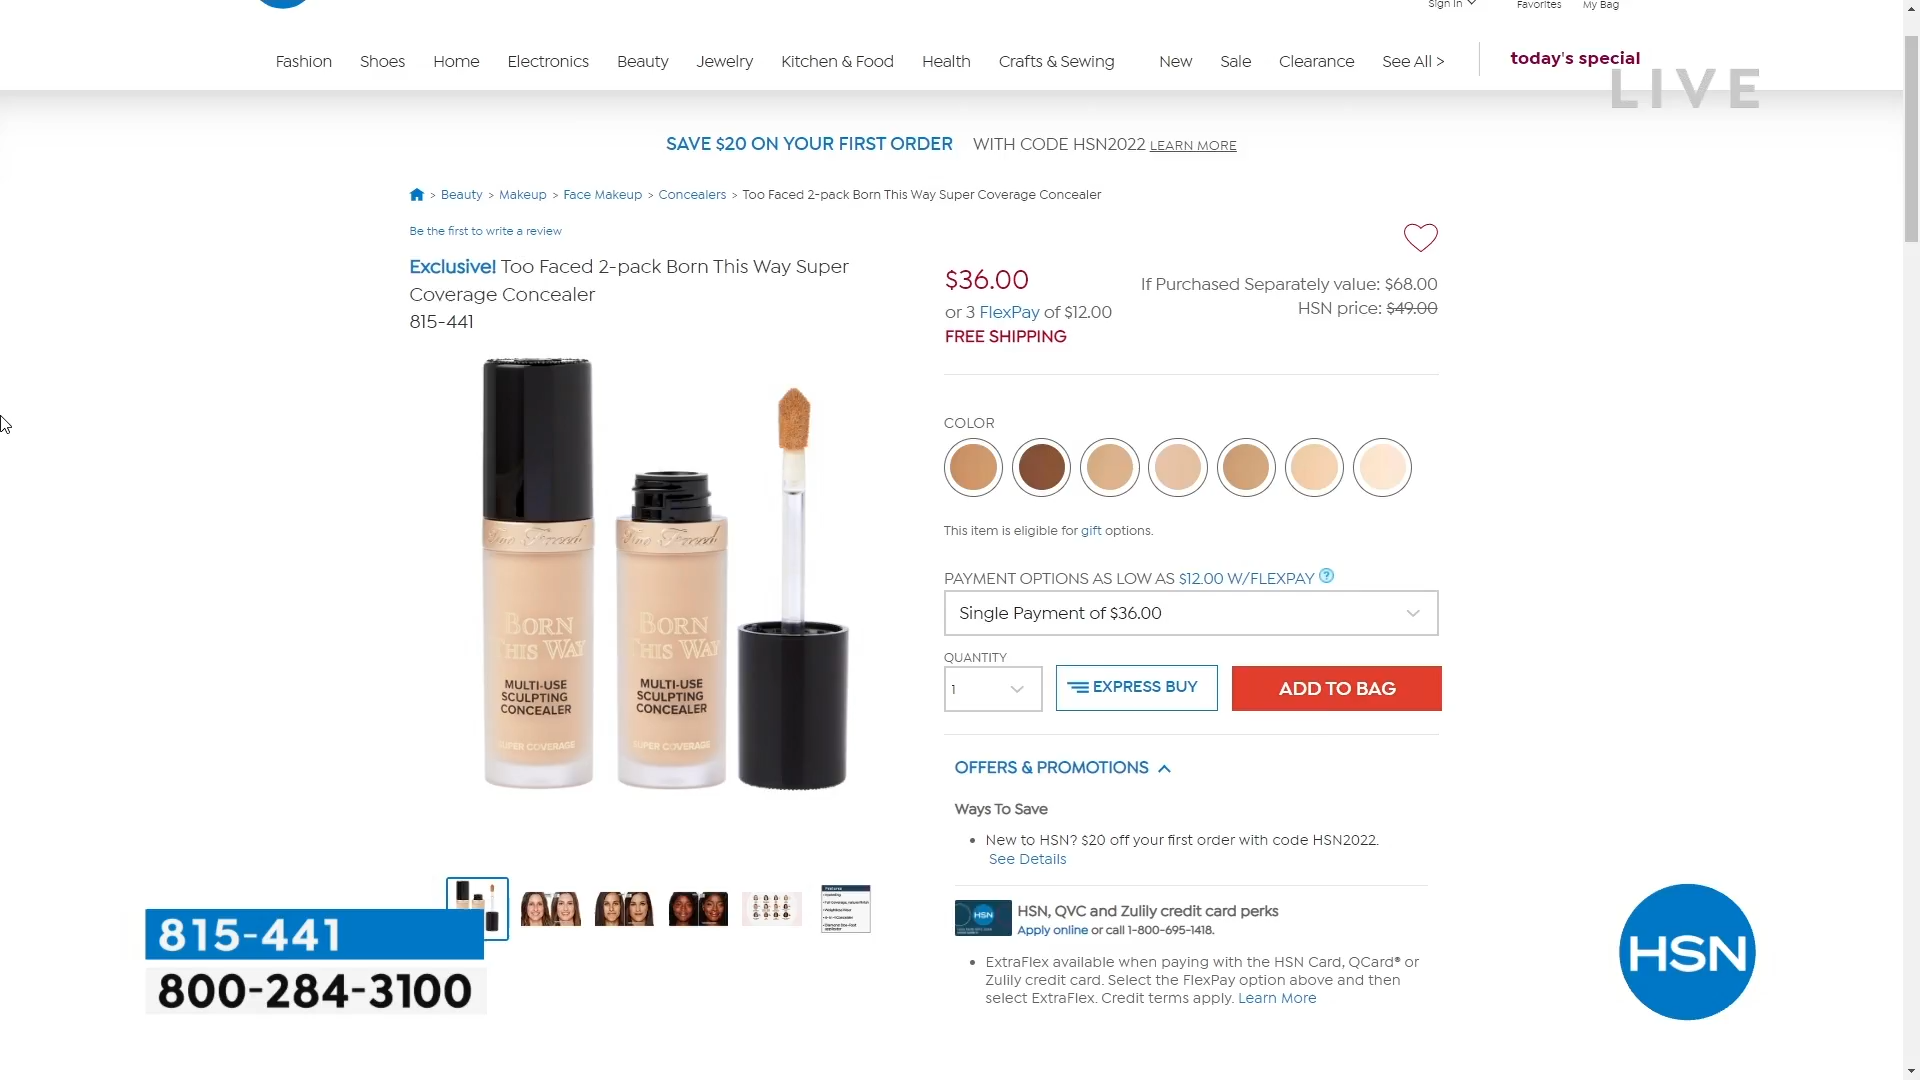 Sign In
Favorites
My Bag
Fashion Shoes Home Electronics Beauty Jewelry Kitchen & Food Health Crafts & Sewing New Sale Clearance See All > today's special
LIVE
SAVE $20 ON YOUR FIRST ORDER WITH CODE HSN2022 LEARN MORE
> Beauty > Makeup > Face Makeup > Concealers > Too Faced 2-pack Born This Way Super Coverage Concealer
Be the first to write a review
Exclusive! Too Faced 2-pack Born This Way Super
Coverage Concealer
815-441
$36.00
or 3 FlexPay of $12.00
FREE SHIPPING
If Purchased Separately value: $68.00
HSN price: $49.00
COLOR
This item is eligible for gift options.
PAYMENT OPTIONS AS LOW AS $12.00 W/FLEXPAY ?
Single Payment of $36.00
QUANTITY
1
EXPRESS BUY
ADD TO BAG
Too Faced
BORN
THIS WAY
MULTI-USE
SCULPTING
CONCEALER
SUPER COVERAGE
Too Faced
BORN
THIS WAY
MULTI-USE
SCULPTING
CONCEALER
SUPER COVERAGE
OFFERS & PROMOTIONS
Ways To Save
• New to HSN? $20 off your first order with code HSN2022.
See Details
HSN
HSN, QVC and Zulily credit card perks
Apply online or call 1-800-695-1418.
• ExtraFlex available when paying with the HSN Card, QCard® or
Zulily credit card. Select the FlexPay option above and then
select ExtraFlex. Credit terms apply. Learn More
Features
815-441
800-284-3100
HSN